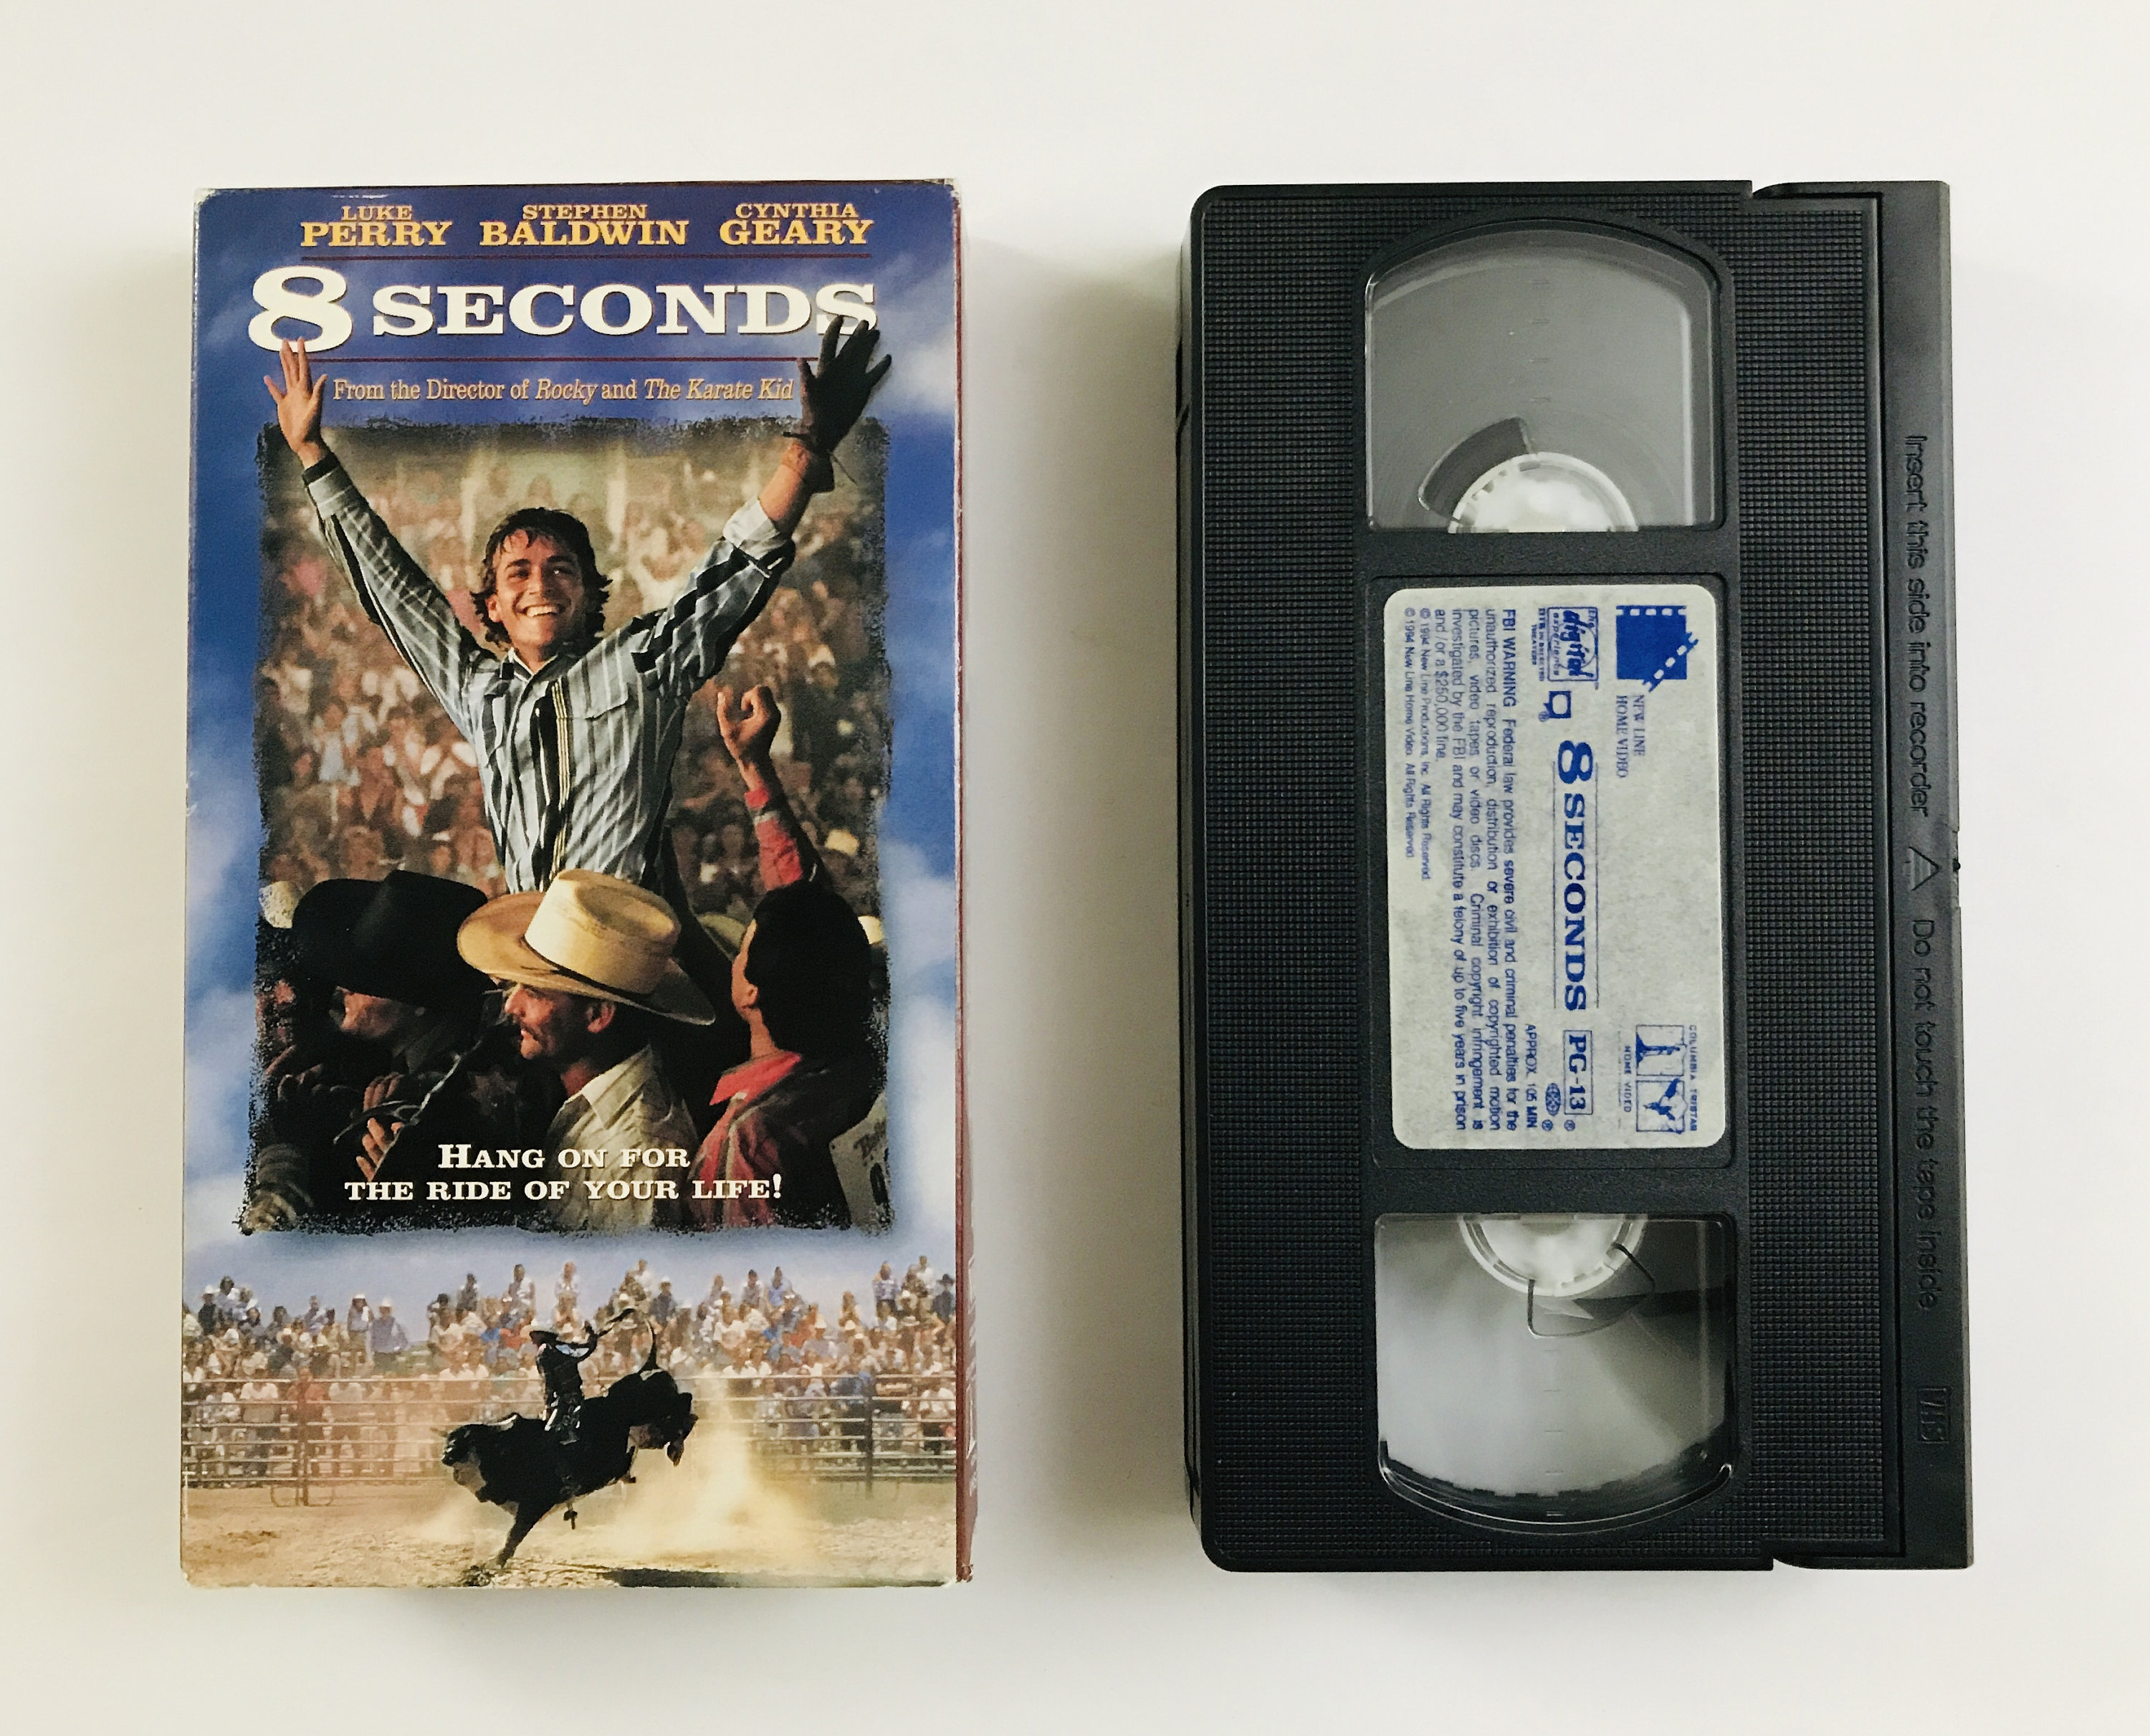 LUKE STEPHEN CYNTHIA
PERRY BALDWIN GEARY
8 SECONDS
From the Director of Rocky and The Karate Kid
HANG ON FOR
THE RIDE OF YOUR LIFE!
NEW LINE
HOME VIDEO
COLUMBIA TRISTAR
HOME VIDEO
digital
experience
8 SECONDS
PG-13
APPROX. 105 MIN.
FBI WARNING Federal law provides severe civil and criminal penalties for the
unauthorized reproduction, distribution or exhibition of copyrighted motion
pictures, video tapes or video discs. Criminal copyright infringement is
investigated by the FBI and may constitute a felony of up to five years in prison
and / or a $250,000 fine.
© 1994 New Line Productions, Inc. All Rights Reserved.
© 1994 New Line Home Video. All Rights Reserved.
Insert this side into recorder △ Do not touch the tape inside
VHS